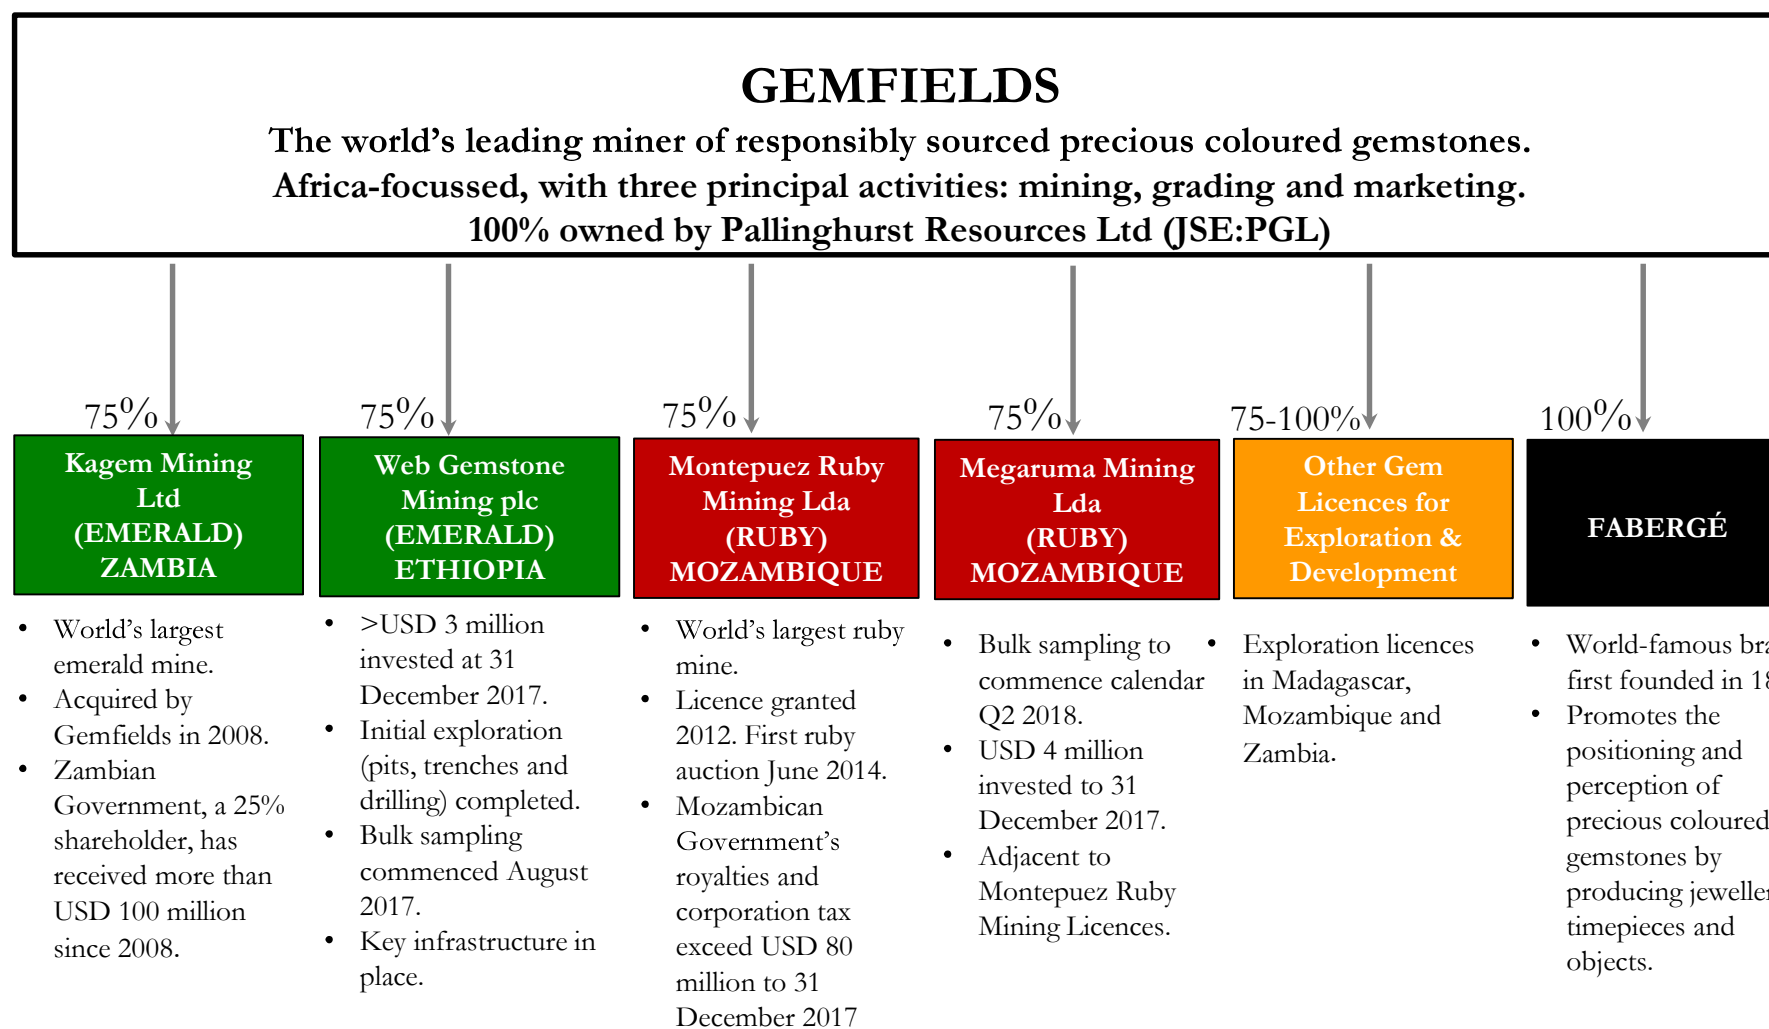 GEMFIELDS
The world's leading miner of responsibly sourced precious coloured gemstones.
Africa-focussed, with three principal activities: mining, grading and marketing.
100% owned by Pallinghurst Resources Ltd (JSE:PGL)
75%
75%
75%
75%
75-100%
100%
Kagem Mining
Ltd
(EMERALD)
ZAMBIA
• World's largest
emerald mine.
• Acquired by
Gemfields in 2008.
• Zambian
Government, a 25%
shareholder, has
received more than
USD 100 million
since 2008.
Web Gemstone
Mining plc
(EMERALD)
ETHIOPIA
• >USD 3 million
invested at 31
December 2017.
• Initial exploration
(pits, trenches and
drilling) completed.
• Bulk sampling
commenced August
2017.
• Key infrastructure in
place.
Montepuez Ruby
Mining Lda
(RUBY)
MOZAMBIQUE
• World's largest ruby
mine.
• Licence granted
2012. First ruby
auction June 2014.
• Mozambican
Government's
royalties and
corporation tax
exceed USD 80
million to 31
December 2017
Megaruma Mining
Lda
(RUBY)
MOZAMBIQUE
• Bulk sampling to
commence calendar
Q2 2018.
• USD 4 million
invested to 31
December 2017.
• Adjacent to
Montepuez Ruby
Mining Licences.
Other Gem
Licences for
Exploration &
Development
• Exploration licences
in Madagascar,
Mozambique and
Zambia.
FABERGÉ
• World-famous
first founded in
• Promotes the
positioning and
perception of
precious coloured
gemstones by
producing
timepieces and
objects.